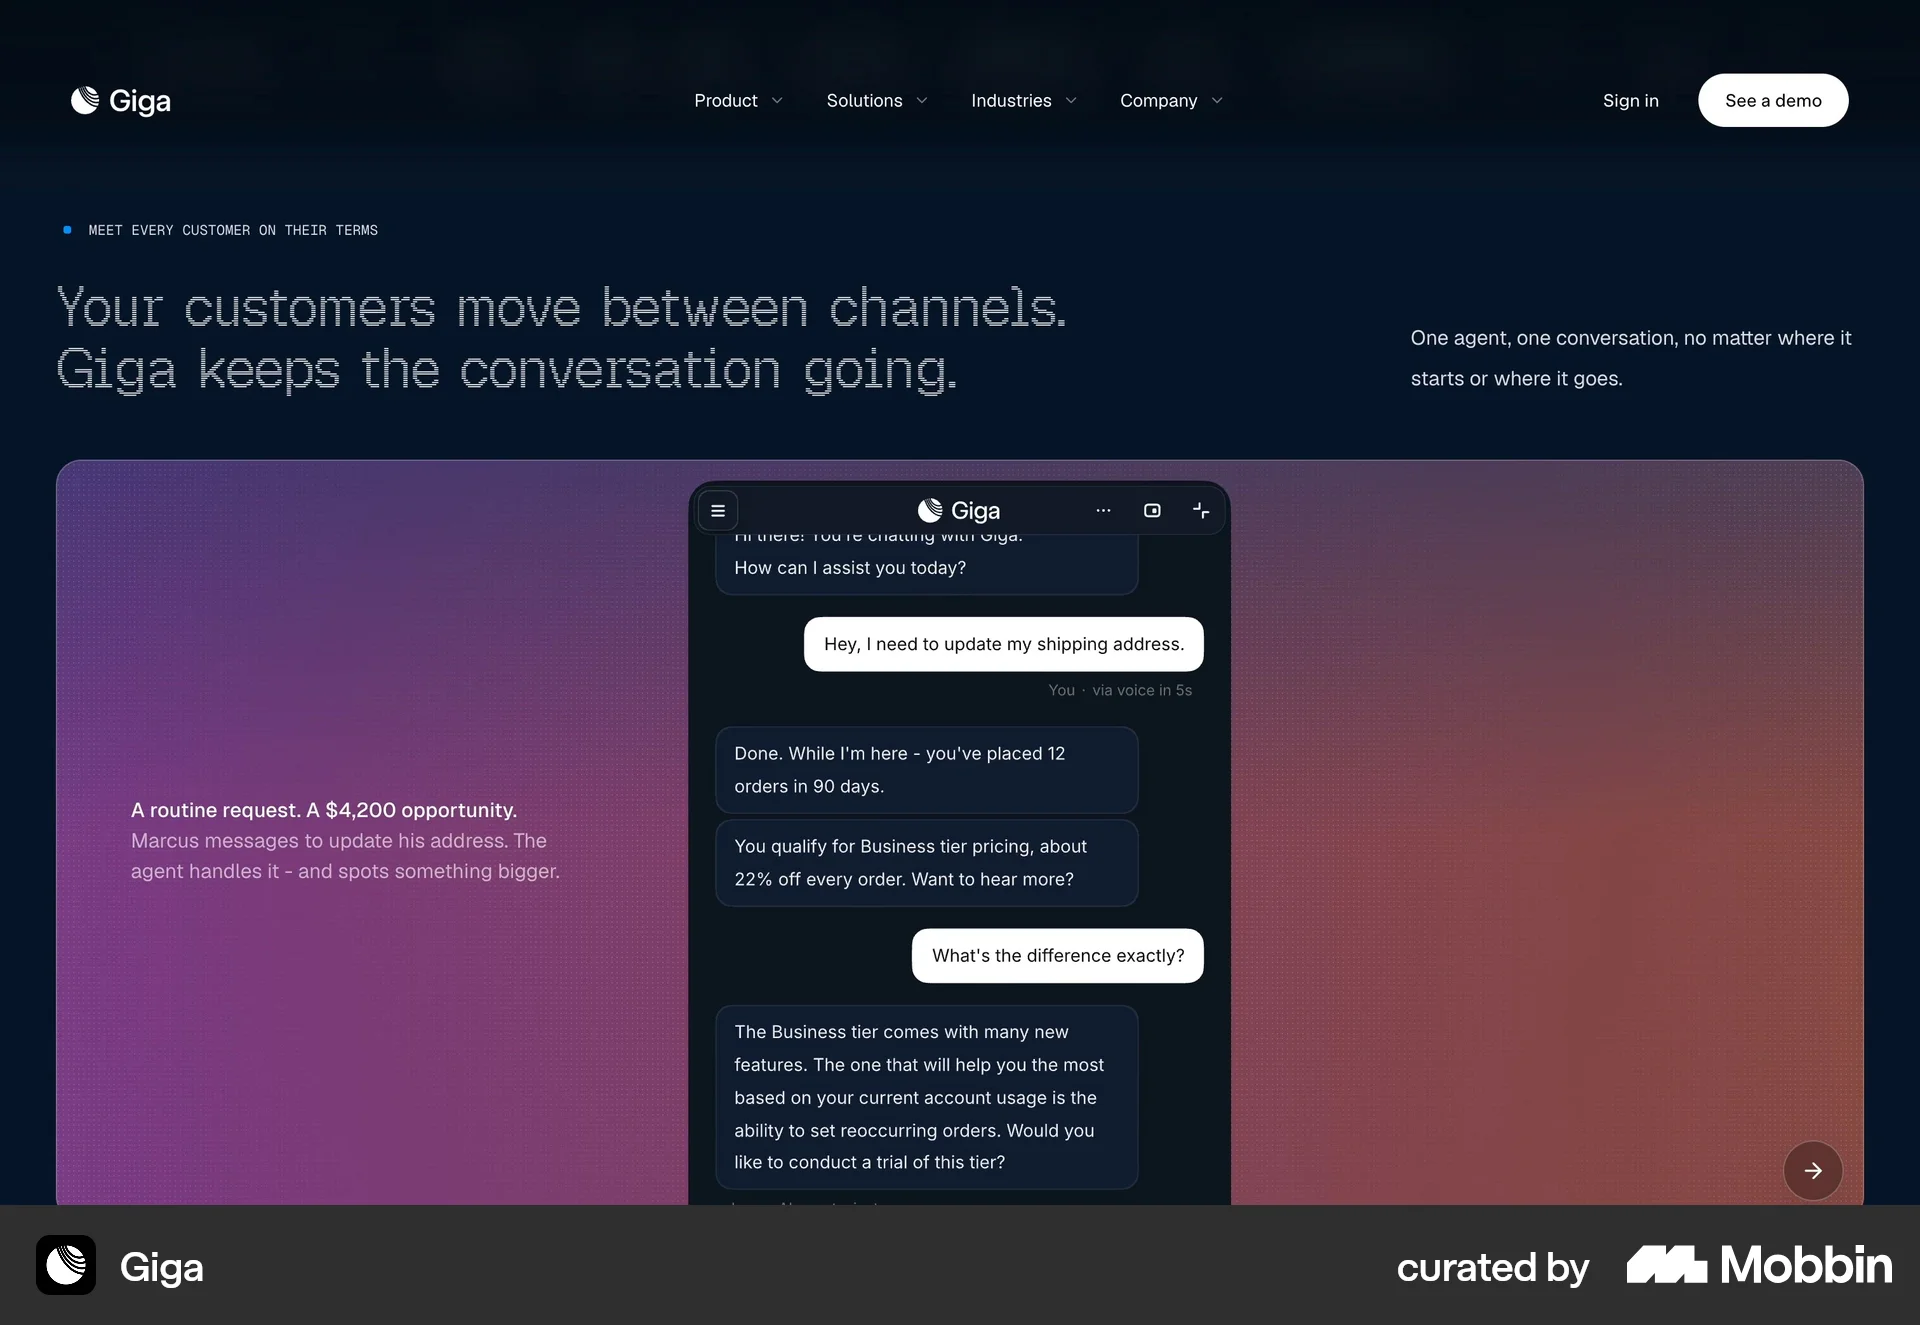 Giga
Product
Solutions
Industries
Company
Sign in
See a demo
MEET EVERY CUSTOMER ON THEIR TERMS
Your customers move between channels.
Giga keeps the conversation going.
One agent, one conversation, no matter where it
starts or where it goes.
Giga
Hi there! You're chatting with Giga.
How can I assist you today?
Hey, I need to update my shipping address.
You · via voice in 5s
Done. While I'm here - you've placed 12
orders in 90 days.
You qualify for Business tier pricing, about
22% off every order. Want to hear more?
A routine request. A $4,200 opportunity.
Marcus messages to update his address. The
agent handles it - and spots something bigger.
What's the difference exactly?
The Business tier comes with many new
features. The one that will help you the most
based on your current account usage is the
ability to set reoccurring orders. Would you
like to conduct a trial of this tier?
Giga
curated by Mobbin